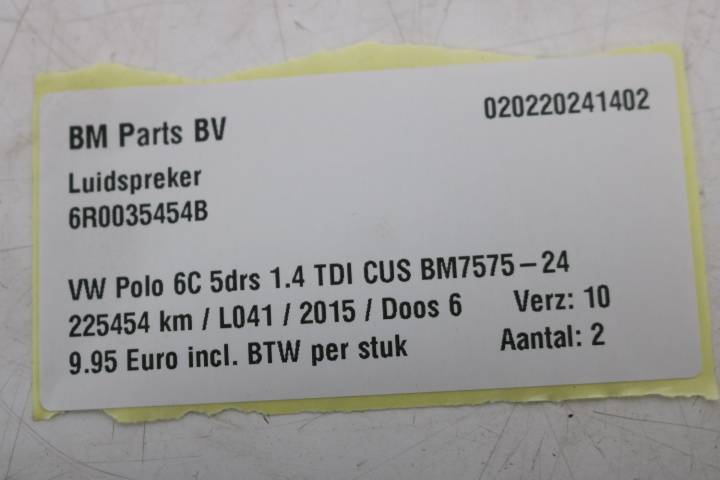 BM Parts BV
020220241402
Luidspreker
6R0035454B
VW Polo 6C 5drs 1.4 TDI CUS BM7575-24
225454 km / L041 / 2015 / Doos 6 Verz: 10
9.95 Euro incl. BTW per stuk Aantal: 2